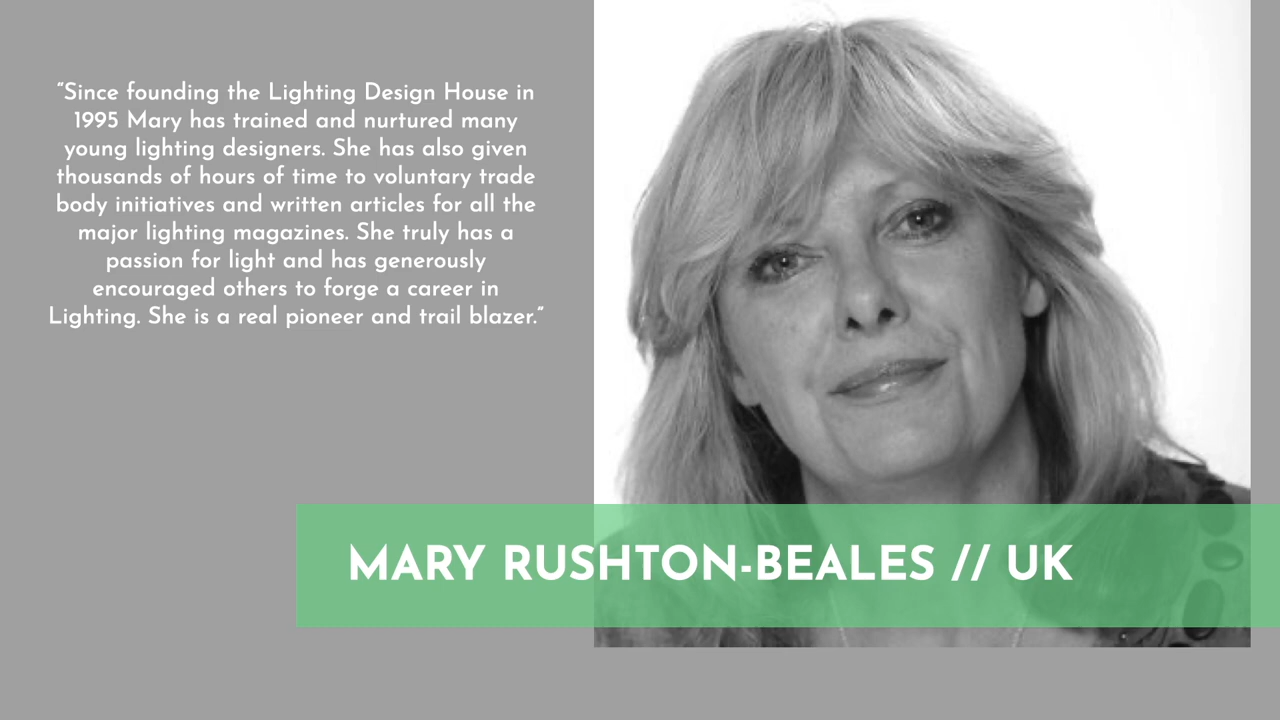 “Since founding the Lighting Design House in
1995 Mary has trained and nurtured many
young lighting designers. She has also given
thousands of hours of time to voluntary trade
body initiatives and written articles for all the
major lighting magazines. She truly has a
passion for light and has generously
encouraged others to forge a career in
Lighting. She is a real pioneer and trail blazer.”
MARY RUSHTON-BEALES // UK